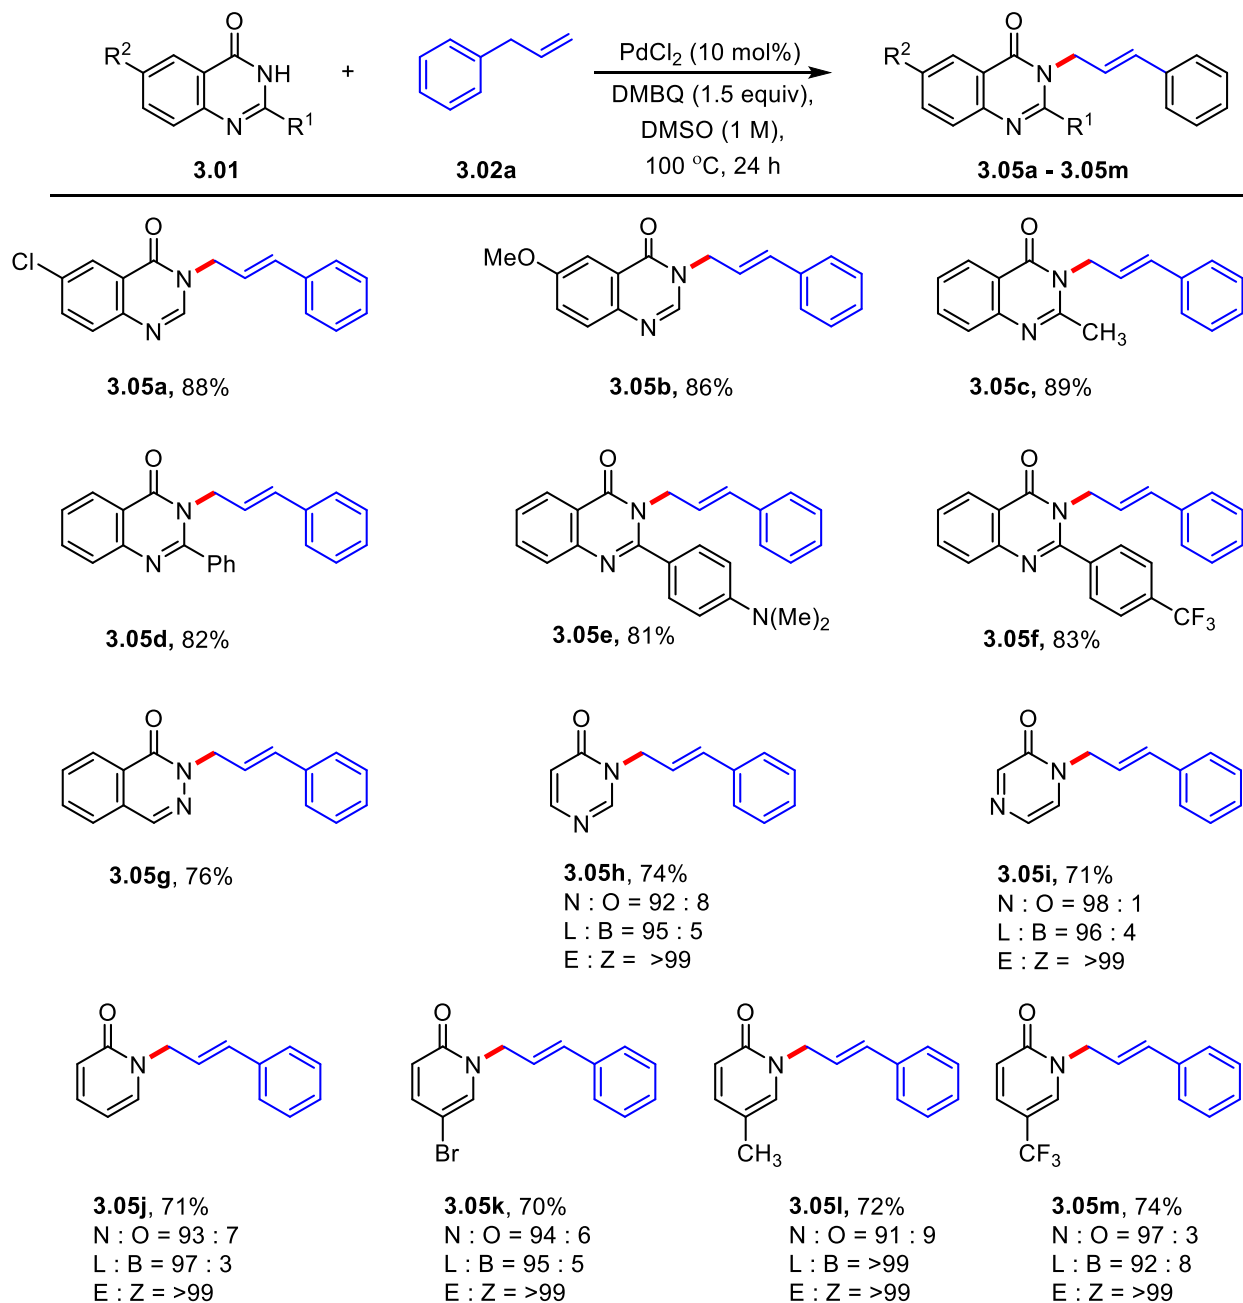 O
R² NH
N R¹
+
PdCl₂ (10 mol%)
DMBQ (1.5 equiv),
DMSO (1 M),
100 °C, 24 h
O
R² N
N R¹
3.01
3.02a
3.05a - 3.05m
O
Cl N
N
O
MeO N
N
O
N
N CH₃
3.05a, 88%
3.05b, 86%
3.05c, 89%
O
N
N Ph
O
N
N
N(Me)₂
O
N
N
CF₃
3.05d, 82%
3.05e, 81%
3.05f, 83%
O
N
N
O
N
N
O
N
N
3.05g, 76%
3.05h, 74%
N : O = 92 : 8
L : B = 95 : 5
E : Z = >99
3.05i, 71%
N : O = 98 : 1
L : B = 96 : 4
E : Z = >99
O
N
O
N
Br
O
N
CH₃
O
N
CF₃
3.05j, 71%
N : O = 93 : 7
L : B = 97 : 3
E : Z = >99
3.05k, 70%
N : O = 94 : 6
L : B = 95 : 5
E : Z = >99
3.05l, 72%
N : O = 91 : 9
L : B = >99
E : Z = >99
3.05m, 74%
N : O = 97 : 3
L : B = 92 : 8
E : Z = >99